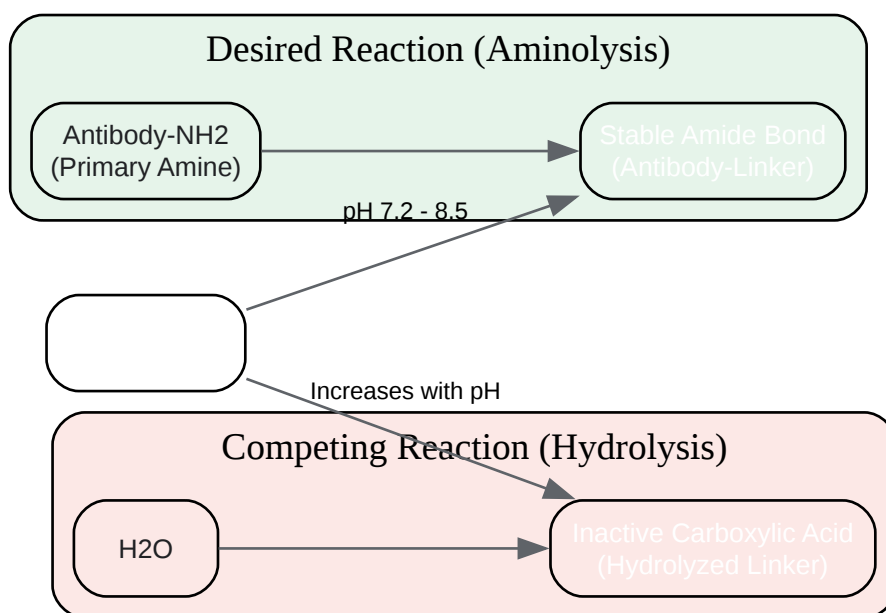 Desired Reaction (Aminolysis)
Antibody-NH2
(Primary Amine)
Stable Amide Bond
(Antibody-Linker)
pH 7.2 - 8.5
Increases with pH
Competing Reaction (Hydrolysis)
H2O
Inactive Carboxylic Acid
(Hydrolyzed Linker)